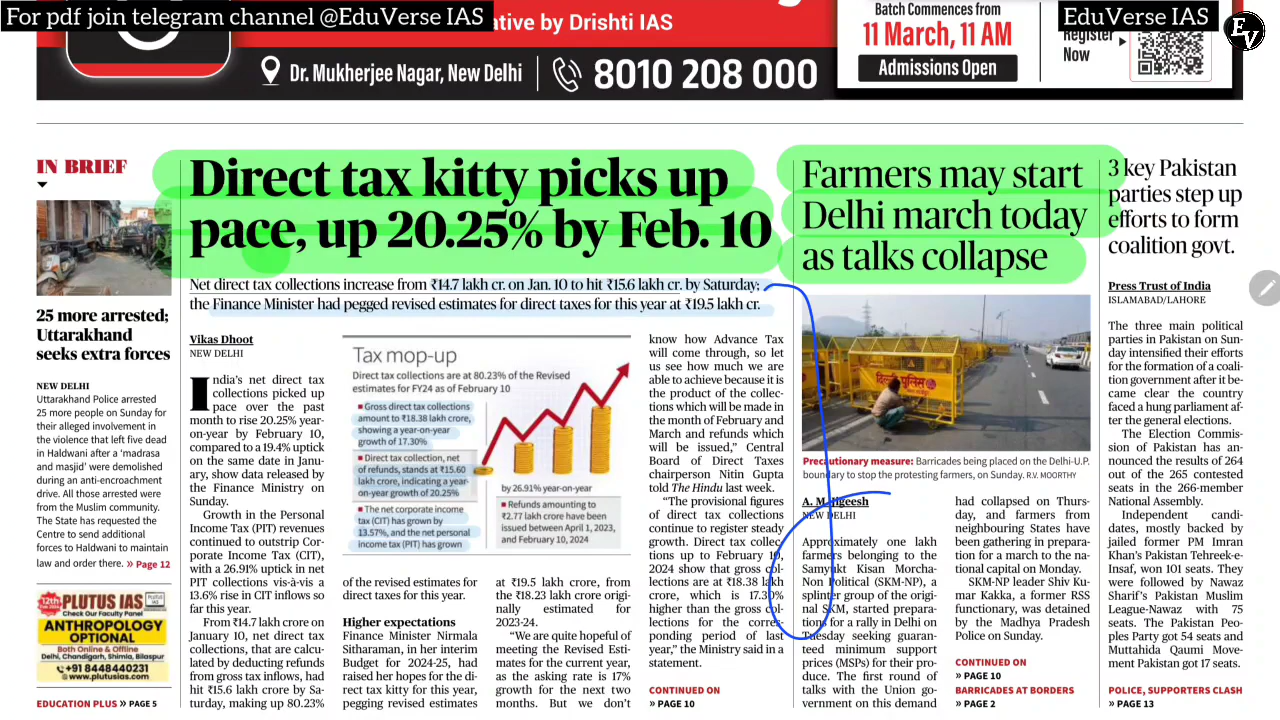 For pdf join telegram channel @EduVerse IAS
EduVerse IAS
EV
ative by Drishti IAS
Dr. Mukherjee Nagar, New Delhi
8010 208 000
Batch Commences from
11 March, 11 AM
Admissions Open
Register
Now
IN BRIEF
25 more arrested;
Uttarakhand
seeks extra forces
NEW DELHI
Uttarakhand Police arrested
25 more people on Sunday for
their alleged involvement in
the violence that left five dead
in Haldwani after a ‘madrasa
and masjid’ were demolished
during an anti-encroachment
drive. All those arrested were
from the Muslim community.
The State has requested the
Centre to send additional
forces to Haldwani to maintain
law and order there. » Page 12
12th
PLUTUS IAS
Check Our Faculty Panel
ANTHROPOLOGY
OPTIONAL
Both Online & Offline
Delhi, Chandigarh, Shimla, Bilaspur
+91 8448440231
www.plutusias.com
EDUCATION PLUS » PAGE 5
Direct tax kitty picks up
pace, up 20.25% by Feb. 10
Net direct tax collections increase from ₹14.7 lakh cr. on Jan. 10 to hit ₹15.6 lakh cr. by Saturday;
the Finance Minister had pegged revised estimates for direct taxes for this year at ₹19.5 lakh cr.
Vikas Dhoot
NEW DELHI
India’s net direct tax
collections picked up
pace over the past
month to rise 20.25% year-
on-year by February 10,
compared to a 19.4% uptick
on the same date in Janu-
ary, show data released by
the Finance Ministry on
Sunday.
Growth in the Personal
Income Tax (PIT) revenues
continued to outstrip Cor-
porate Income Tax (CIT),
with a 26.91% uptick in net
PIT collections vis-à-vis a
13.6% rise in CIT inflows so
far this year.
From ₹14.7 lakh crore on
January 10, net direct tax
collections, that are calcu-
lated by deducting refunds
from gross tax inflows, had
hit ₹15.6 lakh crore by Sa-
turday, making up 80.23%
Tax mop-up
Direct tax collections are at 80.23% of the Revised
estimates for FY24 as of February 10
■ Gross direct tax collections
amount to ₹18.38 lakh crore,
showing a year-on-year
growth of 17.30%
■ Direct tax collection, net
of refunds, stands at ₹15.60
lakh crore, indicating a year-
on-year growth of 20.25%
■ The net corporate income
tax (CIT) has grown by
13.57%, and the net personal
income tax (PIT) has grown
by 26.91% year-on-year
■ Refunds amounting to
₹2.77 lakh crore have been
issued between April 1, 2023,
and February 10, 2024
of the revised estimates for
direct taxes for this year.
Higher expectations
Finance Minister Nirmala
Sitharaman, in her interim
Budget for 2024-25, had
raised her hopes for the di-
rect tax kitty for this year,
pegging revised estimates
at ₹19.5 lakh crore, from
the ₹18.23 lakh crore origi-
nally estimated for
2023-24.
“We are quite hopeful of
meeting the Revised Esti-
mates for the current year,
as the asking rate is 17%
growth for the next two
months. But we don’t
know how Advance Tax
will come through, so let
us see how much we are
able to achieve because it is
the product of the collec-
tions which will be made in
the month of February and
March and refunds which
will be issued,” Central
Board of Direct Taxes
chairperson Nitin Gupta
told The Hindu last week.
“The provisional figures
of direct tax collections
continue to register steady
growth. Direct tax collec-
tions up to February 10,
2024 show that gross col-
lections are at ₹18.38 lakh
crore, which is 17.30%
higher than the gross col-
lections for the corres-
ponding period of last
year,” the Ministry said in a
statement.
CONTINUED ON
» PAGE 10
Farmers may start
Delhi march today
as talks collapse
दिल्ली पुलिस
Precautionary measure: Barricades being placed on the Delhi-U.P.
boundary to stop the protesting farmers, on Sunday. R.V. MOORTHY
A. M. Jigeesh
NEW DELHI
Approximately one lakh
farmers belonging to the
Samyukt Kisan Morcha-
Non Political (SKM-NP), a
splinter group of the origi-
nal SKM, started prepara-
tions for a rally in Delhi on
Tuesday seeking guaran-
teed minimum support
prices (MSPs) for their pro-
duce. The first round of
talks with the Union go-
vernment on this demand
had collapsed on Thurs-
day, and farmers from
neighbouring States have
been gathering in prepara-
tion for a march to the na-
tional capital on Monday.
SKM-NP leader Shiv Ku-
mar Kakka, a former RSS
functionary, was detained
by the Madhya Pradesh
Police on Sunday.
CONTINUED ON
» PAGE 10
BARRICADES AT BORDERS
» PAGE 2
3 key Pakistan
parties step up
efforts to form
coalition govt.
Press Trust of India
ISLAMABAD/LAHORE
The three main political
parties in Pakistan on Sun-
day intensified their efforts
for the formation of a coali-
tion government after it be-
came clear the country
faced a hung parliament af-
ter the general elections.
The Election Commis-
sion of Pakistan has an-
nounced the results of 264
out of the 265 contested
seats in the 266-member
National Assembly.
Independent candi-
dates, mostly backed by
jailed former PM Imran
Khan’s Pakistan Tehreek-e-
Insaf, won 101 seats. They
were followed by Nawaz
Sharif’s Pakistan Muslim
League-Nawaz with 75
seats. The Pakistan Peo-
ples Party got 54 seats and
Muttahida Qaumi Move-
ment Pakistan got 17 seats.
POLICE, SUPPORTERS CLASH
» PAGE 13